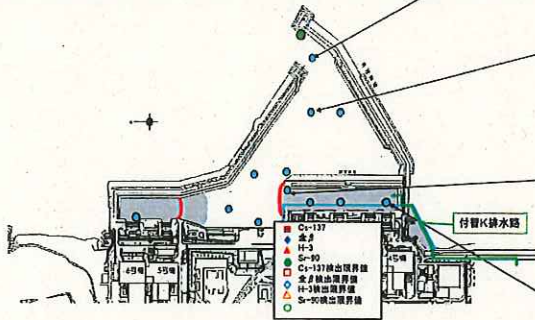 付替K排水路
Cs-137
全β
H-3
Sr-90
Cs-137検出限界値
全β検出限界値
H-3検出限界値
Sr-90検出限界値
6号機
5号機
4号機